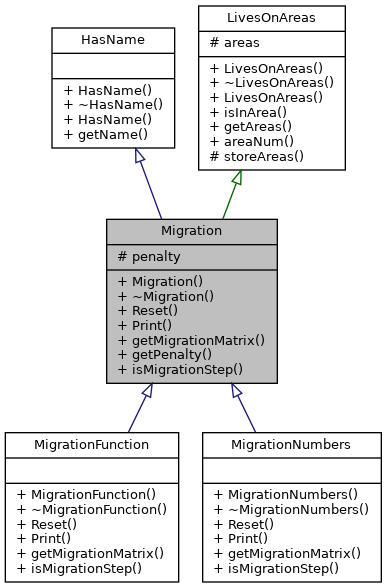 HasName
+ HasName()
+ ~HasName()
+ HasName()
+ getName()
LivesOnAreas
# areas
+ LivesOnAreas()
+ ~LivesOnAreas()
+ LivesOnAreas()
+ isInArea()
+ getAreas()
+ areaNum()
# storeAreas()
Migration
# penalty
+ Migration()
+ ~Migration()
+ Reset()
+ Print()
+ getMigrationMatrix()
+ getPenalty()
+ isMigrationStep()
MigrationFunction
+ MigrationFunction()
+ ~MigrationFunction()
+ Reset()
+ Print()
+ getMigrationMatrix()
+ isMigrationStep()
MigrationNumbers
+ MigrationNumbers()
+ ~MigrationNumbers()
+ Reset()
+ Print()
+ getMigrationMatrix()
+ isMigrationStep()